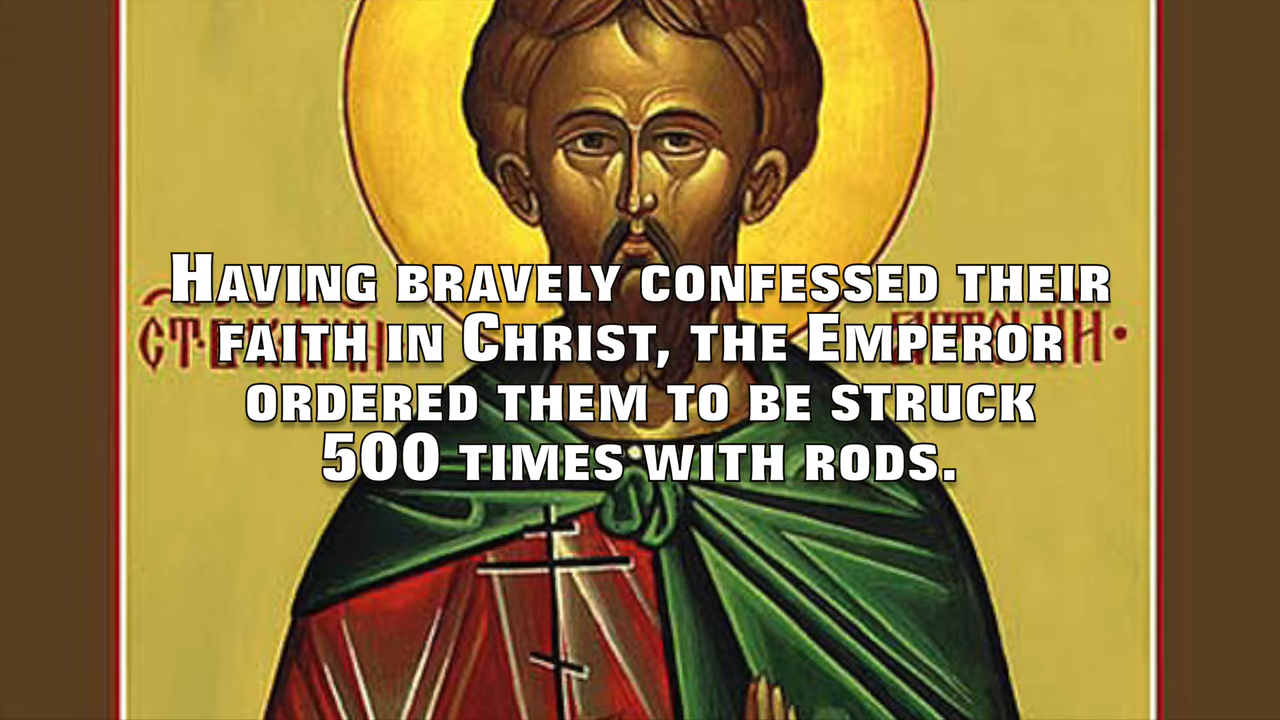 Having bravely confessed their
faith in Christ, the Emperor
ordered them to be struck
500 times with rods.